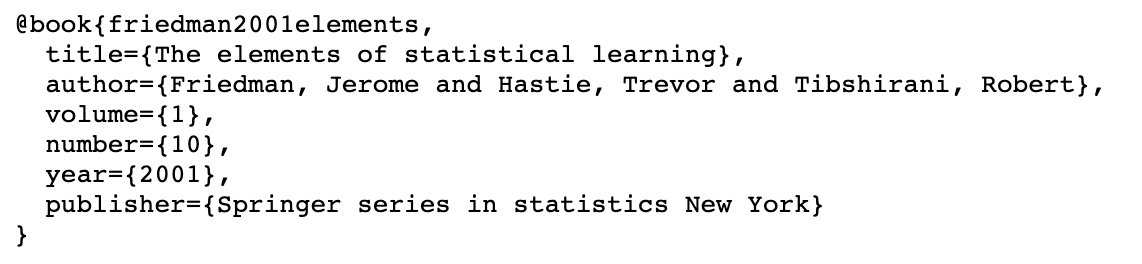 @book{friedman2001elements,
  title={The elements of statistical learning},
  author={Friedman, Jerome and Hastie, Trevor and Tibshirani, Robert},
  volume={1},
  number={10},
  year={2001},
  publisher={Springer series in statistics New York}
}